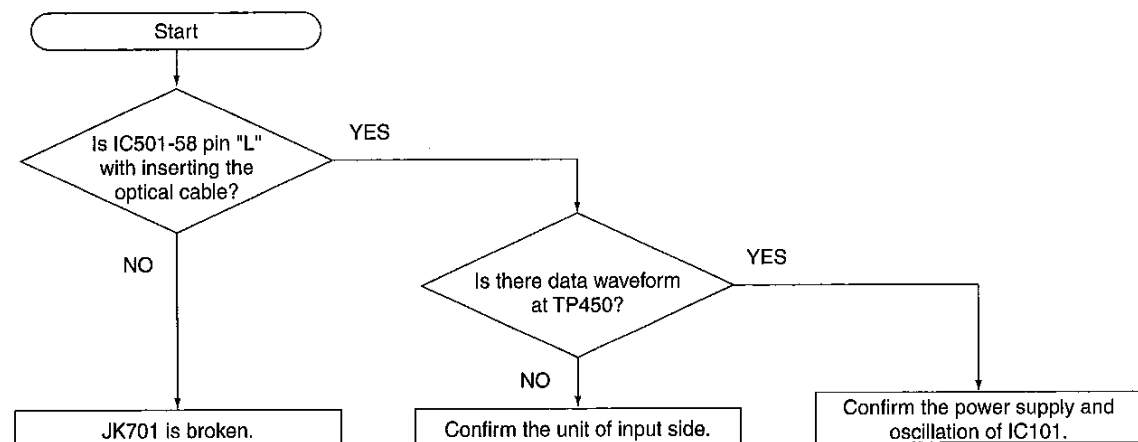 Start
Is IC501-58 pin "L"
with inserting the
optical cable?
YES
NO
Is there data waveform
at TP450?
YES
NO
JK701 is broken.
Confirm the unit of input side.
Confirm the power supply and
oscillation of IC101.